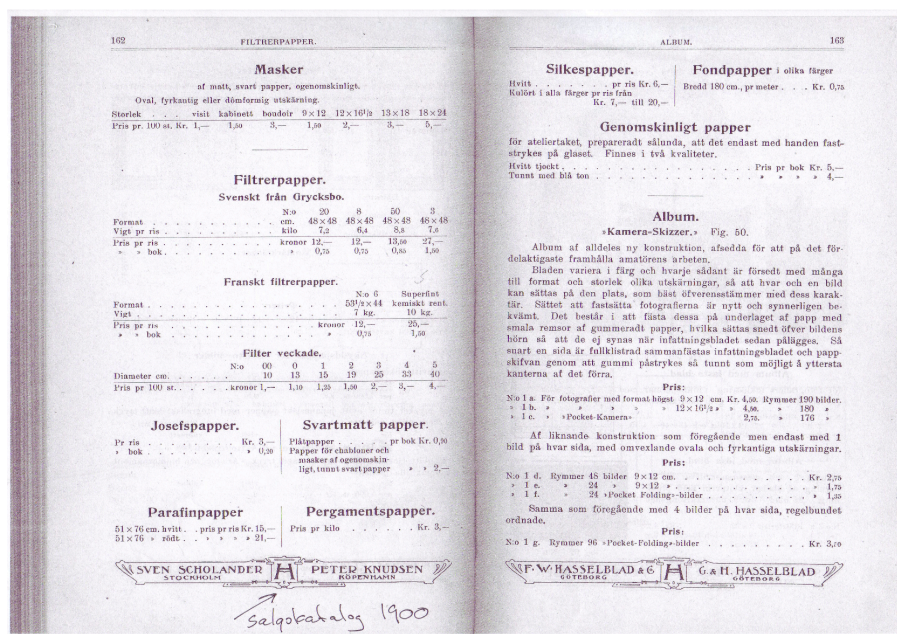 162 FILTRERPAPPER.
Masker
af matt, svart papper, ogenomskinligt.
Oval, fyrkantig eller dômformig utskärning.
Storlek . . . visit kabinett boudoir 9×12 12×16½ 13×18 18×24
Pris pr. 100 st. Kr. 1,— 1,50 3,— 1,50 2,— 3,— 5,—
Filtrerpapper.
Svenskt från Grycksbo.
N:o 20 8 50 3
Format . . . cm. 48×48 48×48 48×48 48×48
Vigt pr ris . . . kilo 7,2 6,4 8,5
Pris pr ris . . . kronor 12,— 12,— 13,50 27,—
» » bok . . . » 0,75 0,75 0,85 1,50
Franskt filtrerpapper.
N:o 6 Superfint
Format . . . 53½×44 kemiskt rent.
Vigt . . . 7 kg. 10 kg.
Pris pr ris . . . kronor 12,— 25,—
» » bok . . . » 0,75 1,50
Filter veckade.
N:o 00 0 1 2 3 4 5
Diameter cm. . . . 10 13 15 19 25 33 40
Pris pr 100 st. . . kronor 1,— 1,10 1,25 1,50 2,— 3,— 4,—
Josefspapper.
Pr ris . . . Kr. 3,—
» bok . . . » 0,20
Svartmatt papper.
Plåtpapper . . . pr bok Kr. 0,90
Papper för chabloner och
masker af ogenomskin-
ligt, tunnt svart papper » » 2,—
Parafinpapper
51×76 cm. hvitt . pris pr ris Kr. 15,—
51×76 » rödt . . » » » » 21,—
Pergamentspapper.
Pris pr kilo . . . Kr. 3,—
SVEN SCHOLANDER
STOCKHOLM
H
PETER KNUDSEN
KÖPENHAMN
Salgskatalog 1900
ALBUM. 163
Silkespapper.
Hvitt . . . pr ris Kr. 6,—
Kulört i alla färger pr ris från
Kr. 7,— till 20,—
Fondpapper i olika färger
Bredd 180 cm., pr meter . . . Kr. 0,75
Genomskinligt papper
för ateliertaket, prepareradt sålunda, att det endast med handen fast-
strykes på glaset. Finnes i två kvaliteter.
Hvitt tjockt . . . Pris pr bok Kr. 5,—
Tunnt med blå ton . . . » » » » 4,—
Album.
»Kamera-Skizzer.» Fig. 50.
Album af alldeles ny konstruktion, afsedda för att på det för-
delaktigaste framhålla amatörens arbeten.
Bladen variera i färg och hvarje sådant är försedt med många
till format och storlek olika utskärningar, så att hvar och en bild
kan sättas på den plats, som bäst öfverensstämmer med dess karak-
tär. Sättet att fastsätta fotografierna är nytt och synnerligen be-
kvämt. Det består i att fästa dessa på underlaget af papp med
smala remsor af gummeradt papper, hvilka sättas snedt öfver bildens
hörn så att de ej synas när infattningsbladet sedan pålägges. Så
snart en sida är fullklistrad sammanfästas infattningsbladet och papp-
skifvan genom att gummi påstrykes så tunnt som möjligt å yttersta
kanterna af det förra.
Pris:
N:o 1 a. För fotografier med format högst 9×12 cm. Kr. 4,50. Rymmer 190 bilder.
» 1 b. » » » » » 12×16½ » » 4,50. » 180 »
» 1 c. » »Pocket-Kamera» 2,75. » 176 »
Af liknande konstruktion som föregående men endast med 1
bild på hvar sida, med omvexlande ovala och fyrkantiga utskärningar.
Pris:
N:o 1 d. Rymmer 48 bilder 9×12 cm. . . . Kr. 2,75
» 1 e. » 24 » 9×12 » . . . » 1,75
» 1 f. » 24 »Pocket Folding»-bilder . . . » 1,35
Samma som föregående med 4 bilder på hvar sida, regelbundet
ordnade.
Pris:
N:o 1 g. Rymmer 96 »Pocket-Folding»-bilder . . . Kr.
F. W. HASSELBLAD & C
GÖTEBORG
H
G. & H. HASSELBLAD
GÖTEBORG